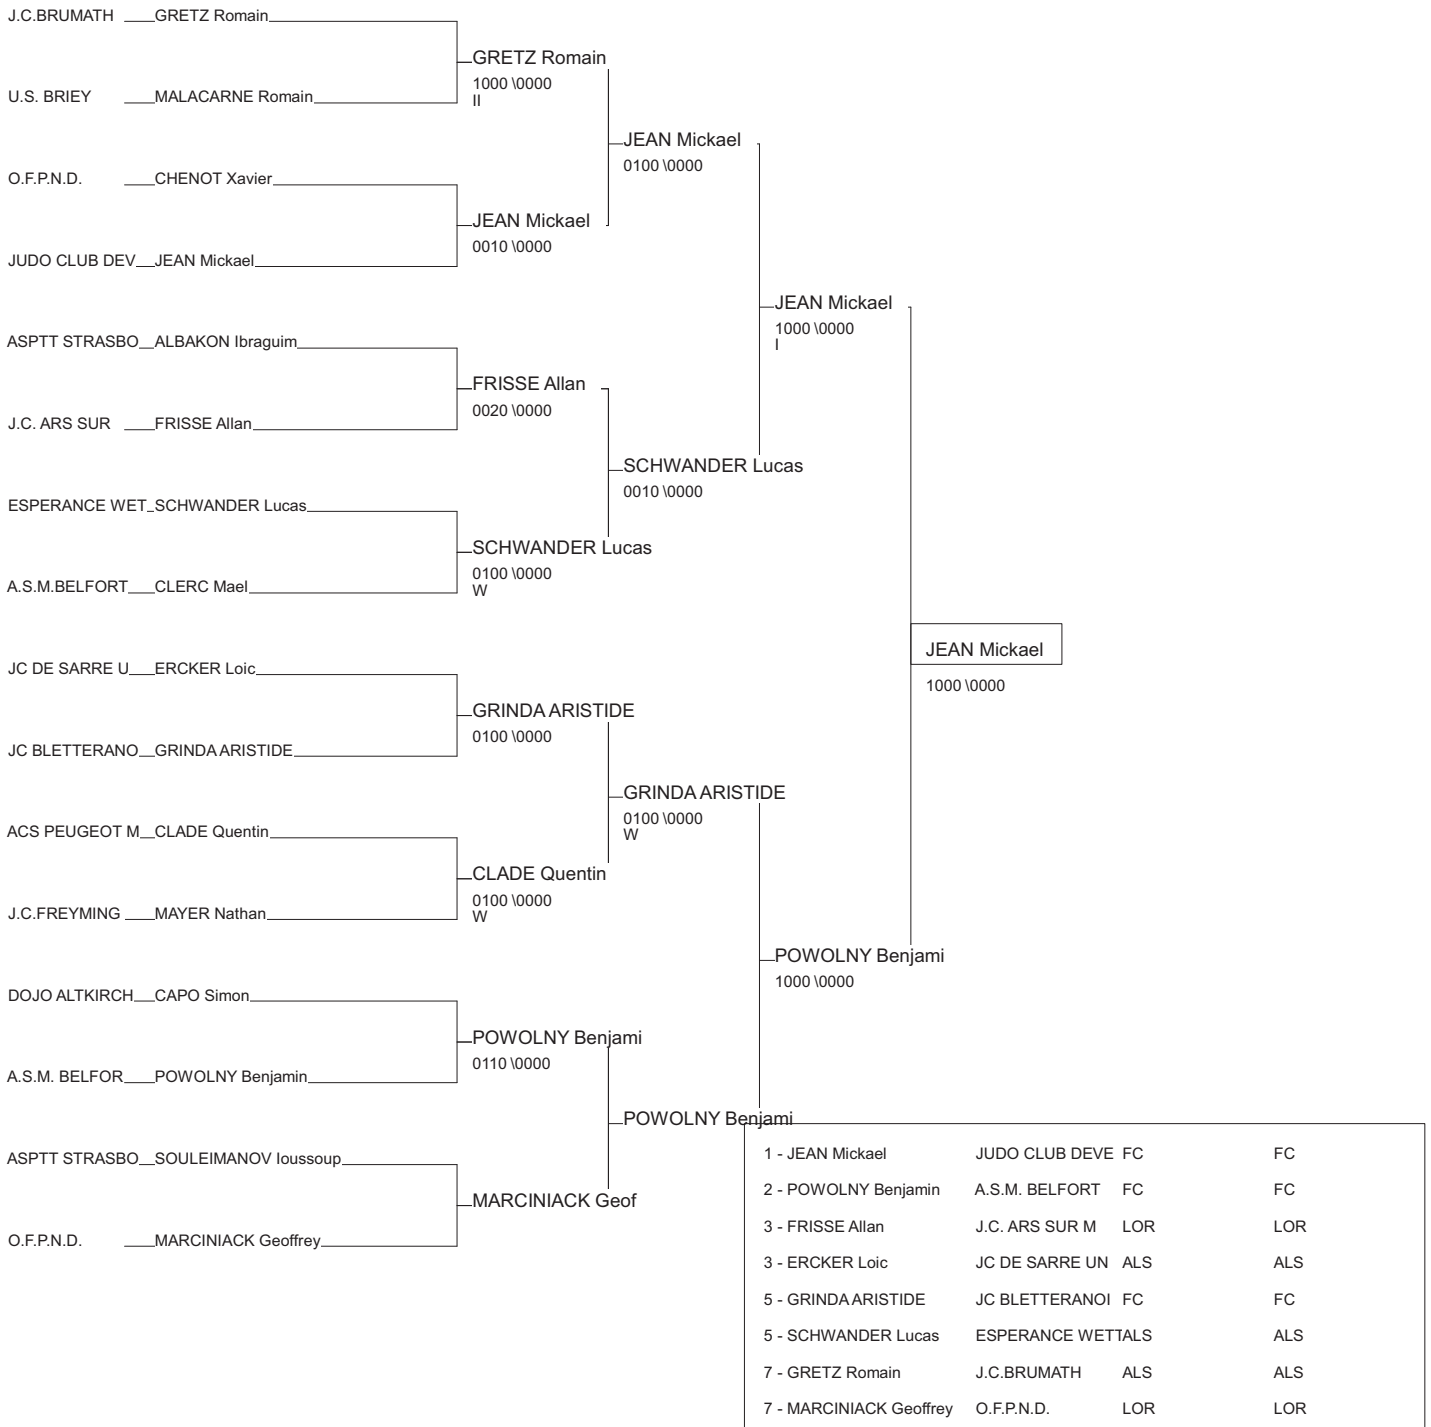 J.C.BRUMATH GRETZ Romain
GRETZ Romain
1000 \0000
II
U.S. BRIEY MALACARNE Romain
JEAN Mickael
0100 \0000
O.F.P.N.D. CHENOT Xavier
JEAN Mickael
0010 \0000
JUDO CLUB DEV JEAN Mickael
JEAN Mickael
1000 \0000
I
ASPTT STRASBO ALBAKON Ibraguim
FRISSE Allan
0020 \0000
J.C. ARS SUR FRISSE Allan
SCHWANDER Lucas
0010 \0000
ESPERANCE WET SCHWANDER Lucas
SCHWANDER Lucas
0100 \0000
W
A.S.M.BELFORT CLERC Mael
JEAN Mickael
1000 \0000
JC DE SARRE U ERCKER Loic
GRINDA ARISTIDE
0100 \0000
JC BLETTERANO GRINDA ARISTIDE
GRINDA ARISTIDE
0100 \0000
W
ACS PEUGEOT M CLADE Quentin
CLADE Quentin
0100 \0000
W
J.C.FREYMING MAYER Nathan
POWOLNY Benjami
1000 \0000
DOJO ALTKIRCH CAPO Simon
POWOLNY Benjami
0110 \0000
A.S.M. BELFOR POWOLNY Benjamin
POWOLNY Benjami
ASPTT STRASBO SOULEIMANOV Ioussoup
MARCINIACK Geof
O.F.P.N.D. MARCINIACK Geoffrey
1 - JEAN Mickael JUDO CLUB DEVE FC FC
2 - POWOLNY Benjamin A.S.M. BELFORT FC FC
3 - FRISSE Allan J.C. ARS SUR M LOR LOR
3 - ERCKER Loic JC DE SARRE UN ALS ALS
5 - GRINDA ARISTIDE JC BLETTERANOI FC FC
5 - SCHWANDER Lucas ESPERANCE WETT ALS ALS
7 - GRETZ Romain J.C.BRUMATH ALS ALS
7 - MARCINIACK Geoffrey O.F.P.N.D. LOR LOR